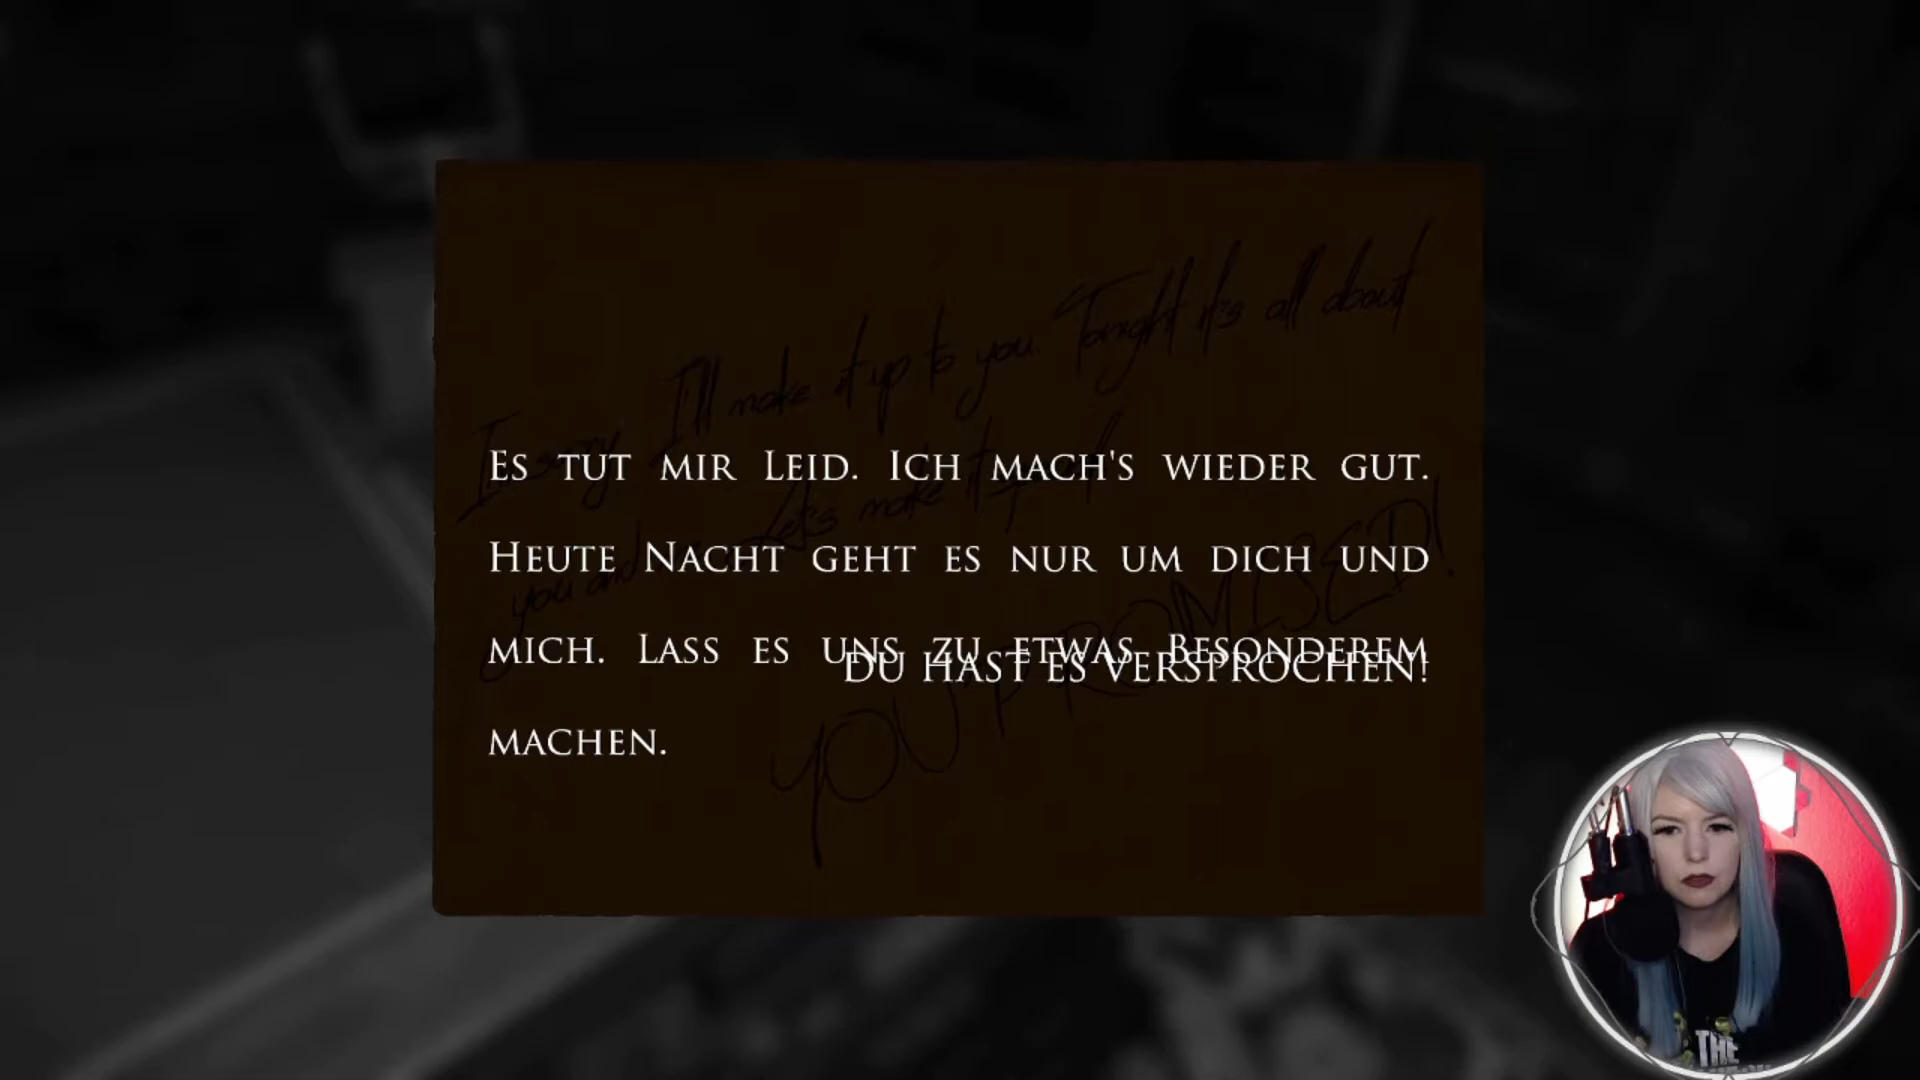 Es tut mir Leid. Ich mach's wieder gut.
Heute Nacht geht es nur um dich und
mich. Lass es uns zu etwas Besonderem
DU HAST ES VERSPROCHEN!
machen.
I'll make it up to you. Tonight it's all about
you and Let's make it
YOU PROMISED!
THE